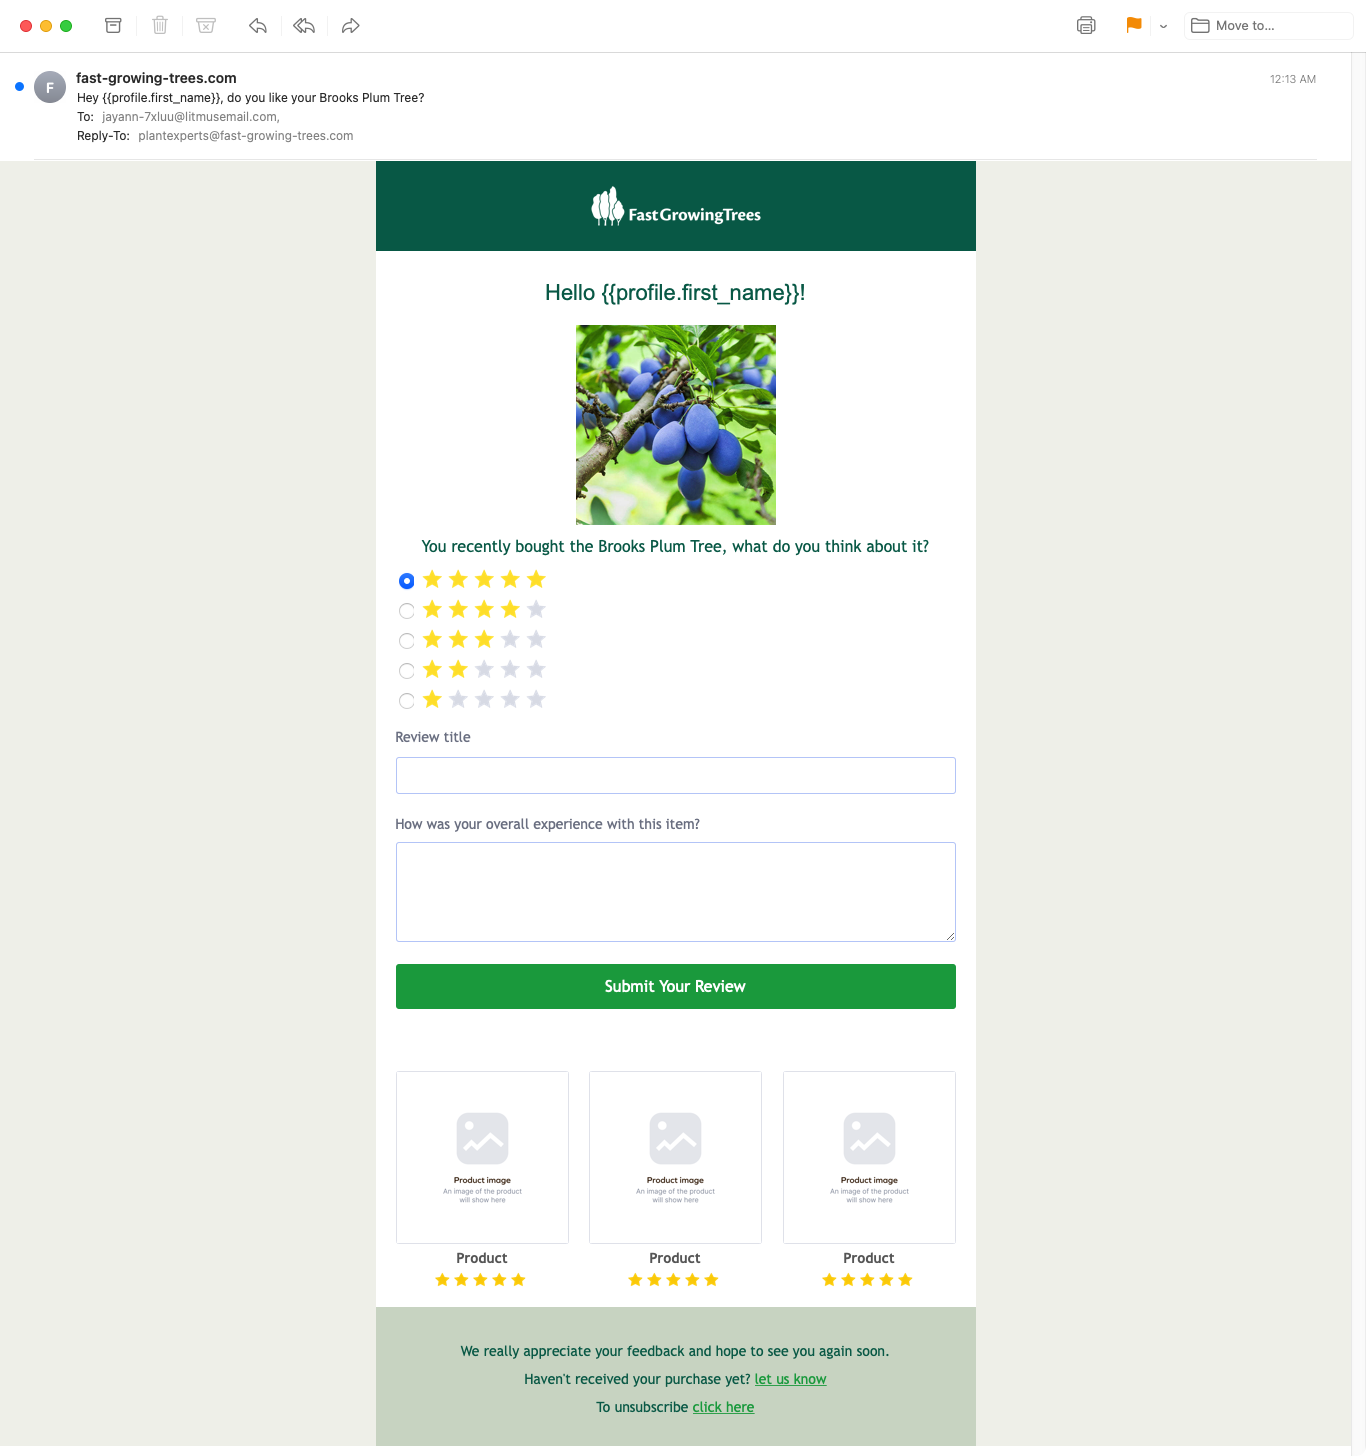 Move to...
fast-growing-trees.com
12:13 AM
F
Hey {{profile.first_name}}, do you like your Brooks Plum Tree?
To: jayann-7xluu@litmusemail.com,
Reply-To: plantexperts@fast-growing-trees.com
FastGrowingTrees
Hello {{profile.first_name}}!
You recently bought the Brooks Plum Tree, what do you think about it?
Review title
How was your overall experience with this item?
Submit Your Review
Product image
An image of the product
will show here
Product image
An image of the product
will show here
Product image
An image of the product
will show here
Product
Product
Product
We really appreciate your feedback and hope to see you again soon.
Haven't received your purchase yet? let us know
To unsubscribe click here